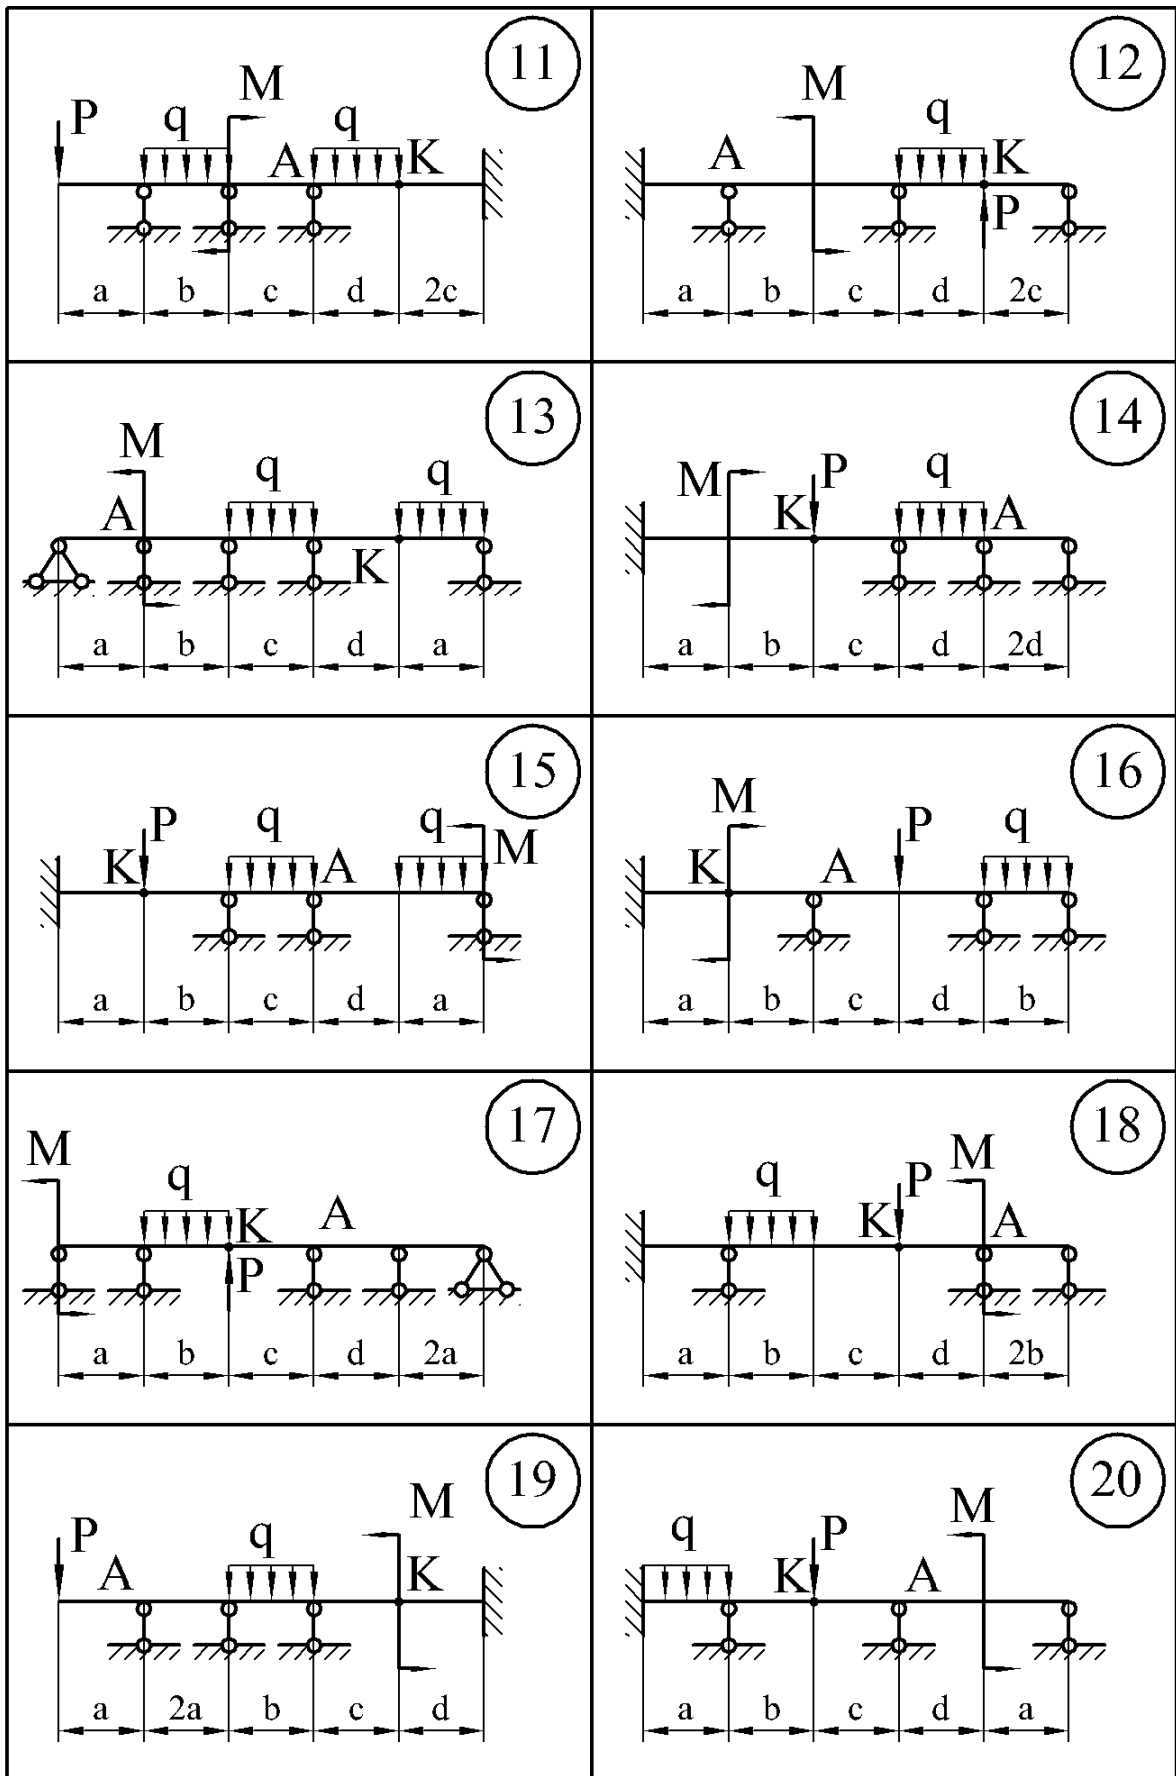 11
M
P q q
A K
a b c d 2c
12
M
q
A K
P
a b c d 2c
13
M
q q
A
K
a b c d a
14
P q
M
K A
a b c d 2d
15
P q q
M
K A
a b c d a
16
M q
K A P
a b c d b
17
M
q
K A
P
a b c d 2a
18
M
q P
K A
a b c d 2b
19
M
P q
A K
a 2a b c d
20
M
q P
K A
a b c d a